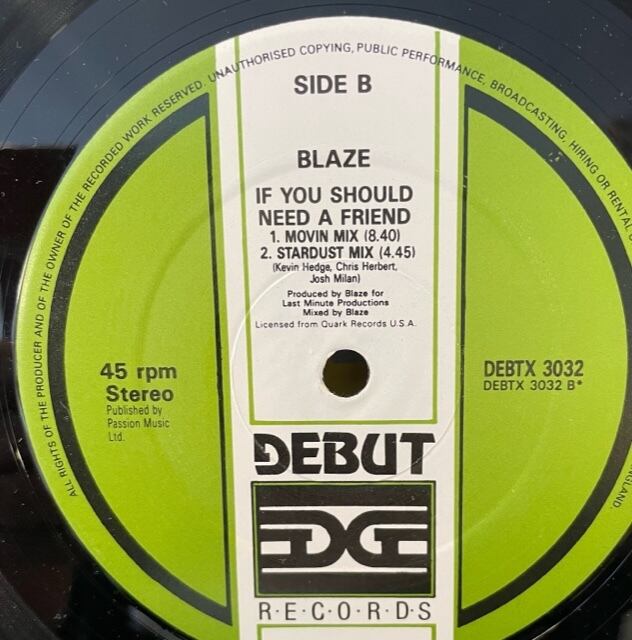 ALL RIGHTS OF THE PRODUCER AND OF THE OWNER OF THE RECORDED WORK RESERVED. UNAUTHORISED COPYING, PUBLIC PERFORMANCE, BROADCASTING, HIRING OR RENTAL
SIDE B
BLAZE
IF YOU SHOULD
NEED A FRIEND
1. MOVIN MIX (8.40)
2. STARDUST MIX (4.45)
(Kevin Hedge, Chris Herbert,
Josh Milan)
Produced by Blaze for
Last Minute Productions
Mixed by Blaze
Licensed from Quark Records U.S.A.
45 rpm
Stereo
Published by
Passion Music
Ltd.
DEBTX 3032
DEBTX 3032 B*
DEBUT
EDGE
R·E·C·O·R·D·S
ENGLAND.